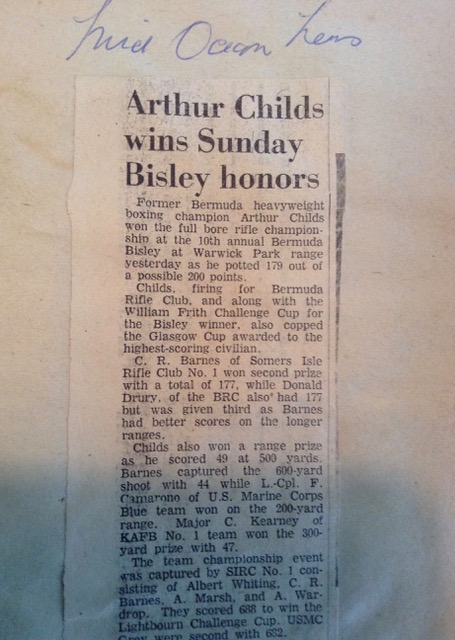 Mid Ocean News
Arthur Childs
wins Sunday
Bisley honors
Former Bermuda heavyweight
boxing champion Arthur Childs
won the full bore rifle champion-
ship at the 10th annual Bermuda
Bisley at Warwick Park range
yesterday as he potted 179 out of
a possible 200 points.
Childs, firing for Bermuda
Rifle Club, and along with the
William Frith Challenge Cup for
the Bisley winner, also copped
the Glasgow Cup awarded to the
highest-scoring civilian.
C. R. Barnes of Somers Isle
Rifle Club No. 1 won second prize
with a total of 177, while Donald
Drury, of the BRC also had 177
but was given third as Barnes
had better scores on the longer
ranges.
Childs also won a range prize
as he scored 49 at 500 yards.
Barnes captured the 600-yard
shoot with 44 while L.-Cpl. F.
Camarono of U.S. Marine Corps
Blue team won on the 200-yard
range. Major C. Kearney of
KAFB No. 1 team won the 300-
yard prize with 47.
The team championship event
was captured by SIRC No. 1 con-
sisting of Albert Whiting, C. R.
Barnes, A. Marsh, and A. War-
drop. They scored 688 to win the
Lightbourn Challenge Cup. USMC
Grey were second with 682.